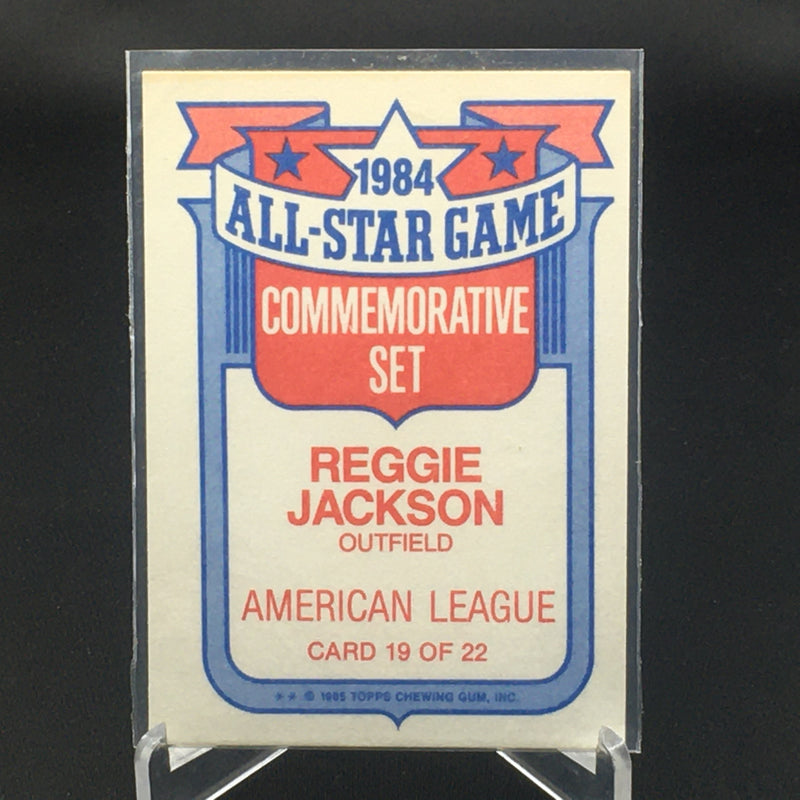 1984
ALL-STAR GAME
COMMEMORATIVE
SET
REGGIE
JACKSON
OUTFIELD
AMERICAN LEAGUE
CARD 19 OF 22
** © 1985 TOPPS CHEWING GUM, INC.